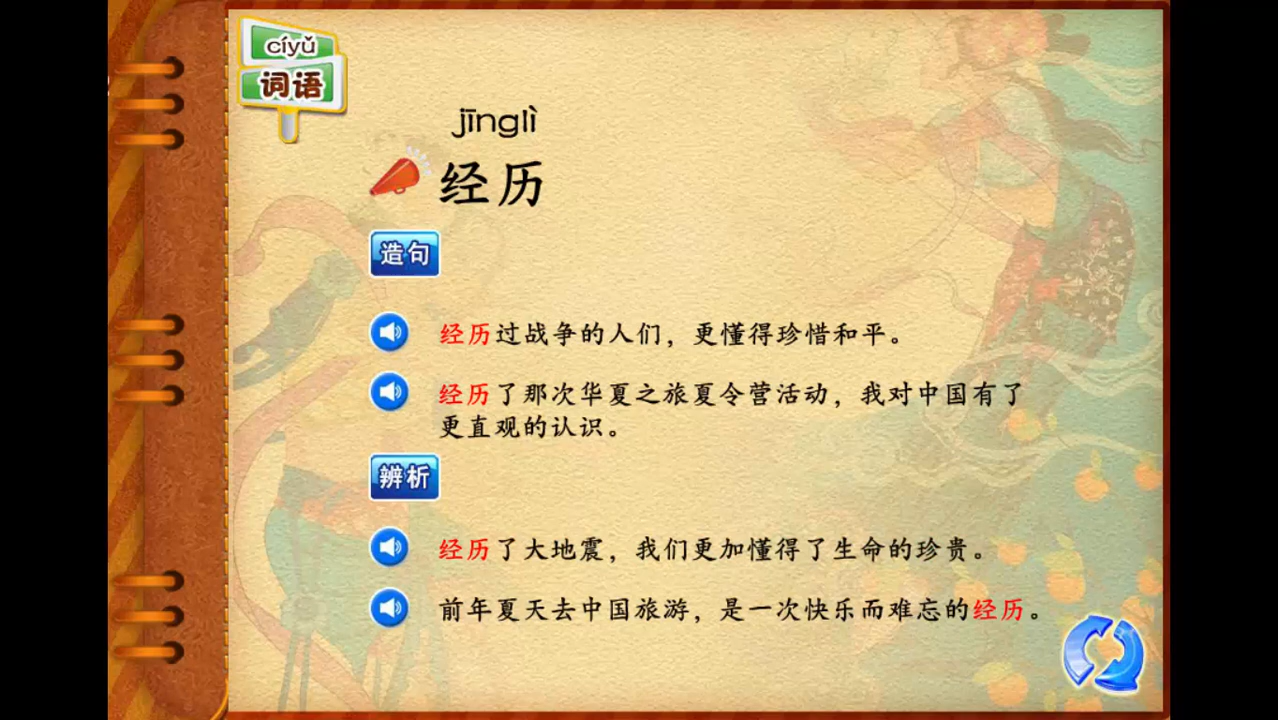 cíyǔ
词语
jīnglì
经历
造句
经历过战争的人们，更懂得珍惜和平。
经历了那次华夏之旅夏令营活动，我对中国有了
更直观的认识。
辨析
经历了大地震，我们更加懂得了生命的珍贵。
前年夏天去中国旅游，是一次快乐而难忘的经历。